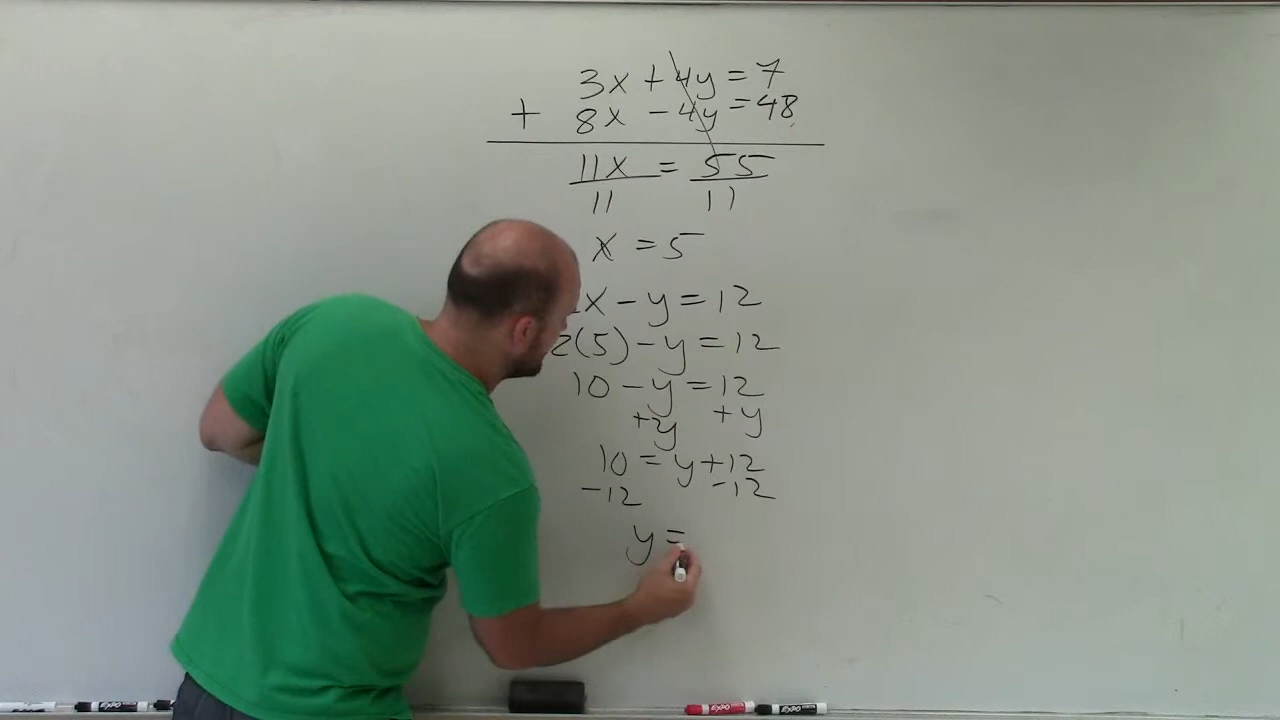 3x + 4y = 7
+ 8x - 4y = 48
11x = 55
11 11
x = 5
x - y = 12
2(5) - y = 12
10 - y = 12
+y +y
10 = y + 12
-12 -12
y =